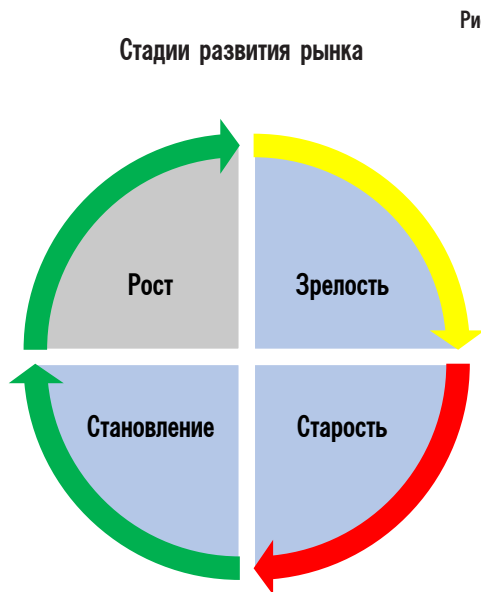 Ри
Стадии развития рынка
Рост
Зрелость
Становление
Старость